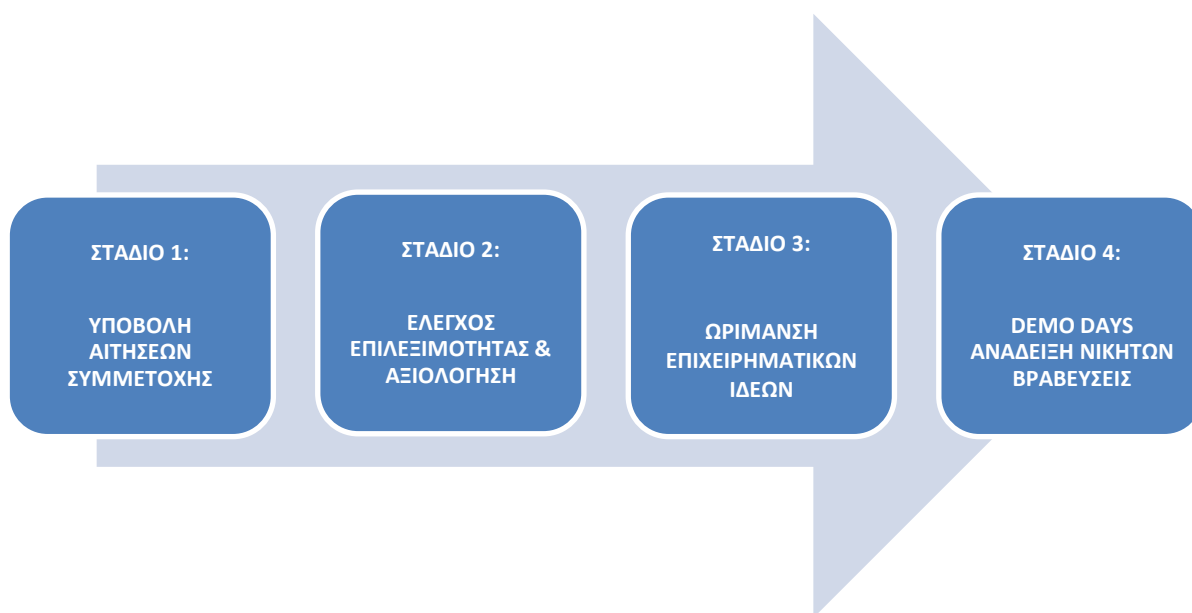 ΣΤΑΔΙΟ 1:
ΥΠΟΒΟΛΗ
ΑΙΤΗΣΕΩΝ
ΣΥΜΜΕΤΟΧΗΣ
ΣΤΑΔΙΟ 2:
ΕΛΕΓΧΟΣ
ΕΠΙΛΕΞΙΜΟΤΗΤΑΣ &
ΑΞΙΟΛΟΓΗΣΗ
ΣΤΑΔΙΟ 3:
ΩΡΙΜΑΝΣΗ
ΕΠΙΧΕΙΡΗΜΑΤΙΚΩΝ
ΙΔΕΩΝ
ΣΤΑΔΙΟ 4:
DEMO DAYS
ΑΝΑΔΕΙΞΗ ΝΙΚΗΤΩΝ
ΒΡΑΒΕΥΣΕΙΣ